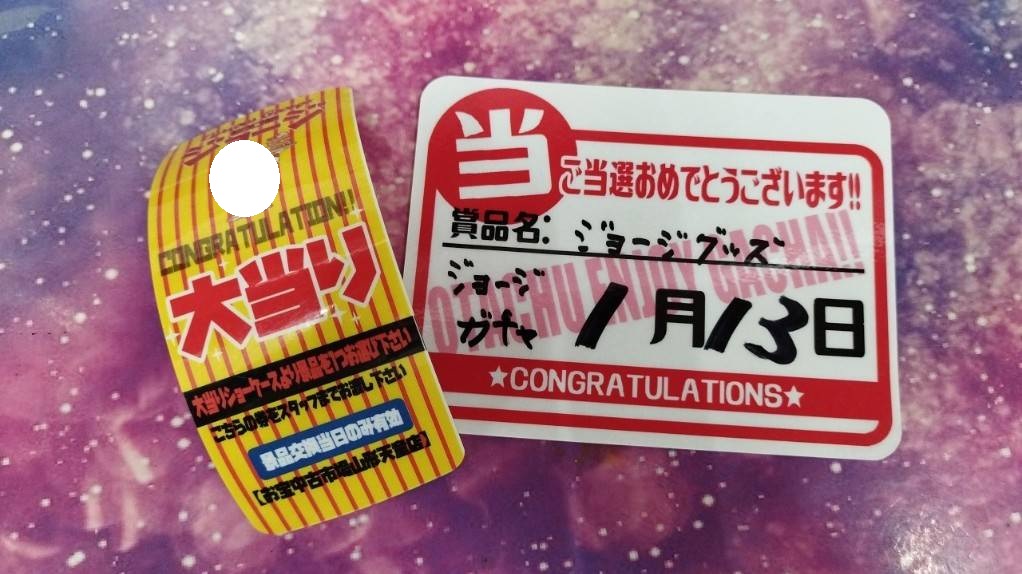 CONGRATULATION!!
大当り
大当りショーケースより景品を1つお選び下さい
こちらの券をスタッフまでお渡し下さい
景品交換当日のみ有効
【お宝中古市場山形天童店】
当
ご当選おめでとうございます!!
賞品名: ジョージグッズ
OTACHU ENJOY GACHA!!
ジョージ
ガチャ
1月13日
★CONGRATULATIONS★